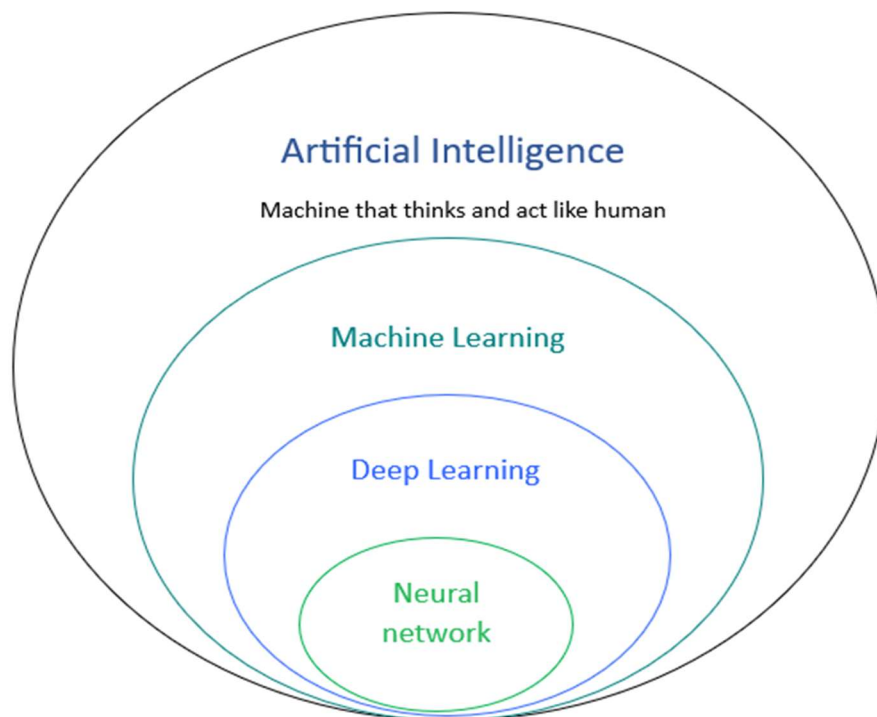 Artificial Intelligence
Machine that thinks and act like human
Machine Learning
Deep Learning
Neural
network